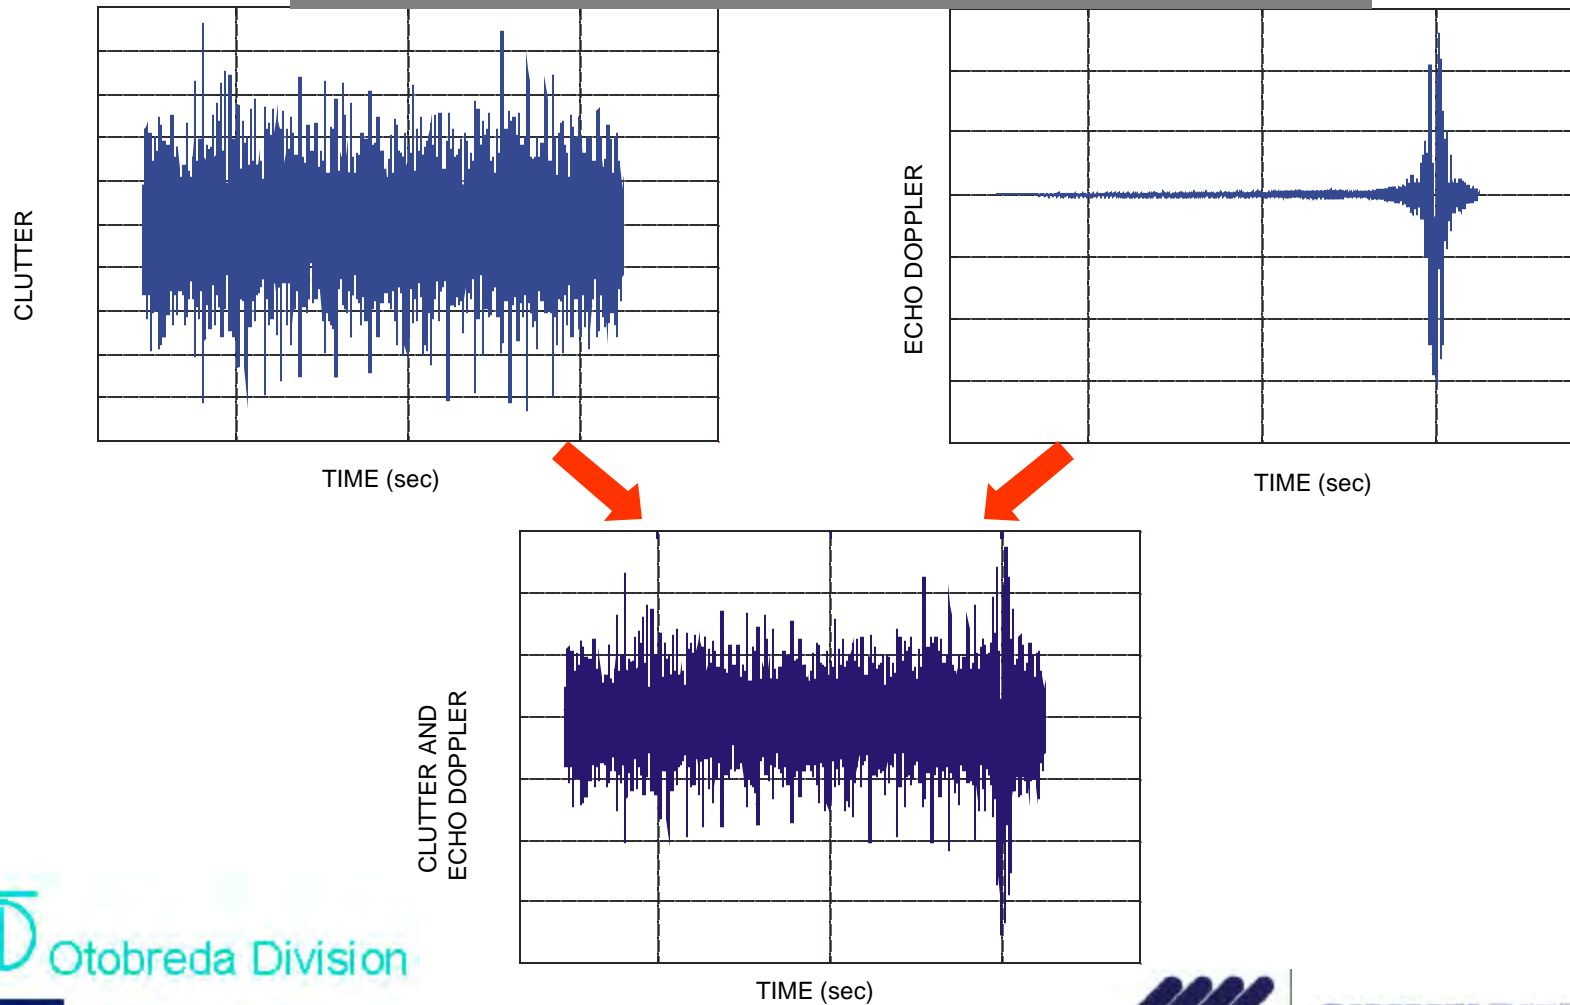 CLUTTER
TIME (sec)
ECHO DOPPLER
TIME (sec)
CLUTTER AND
ECHO DOPPLER
TIME (sec)
Otobreda Division